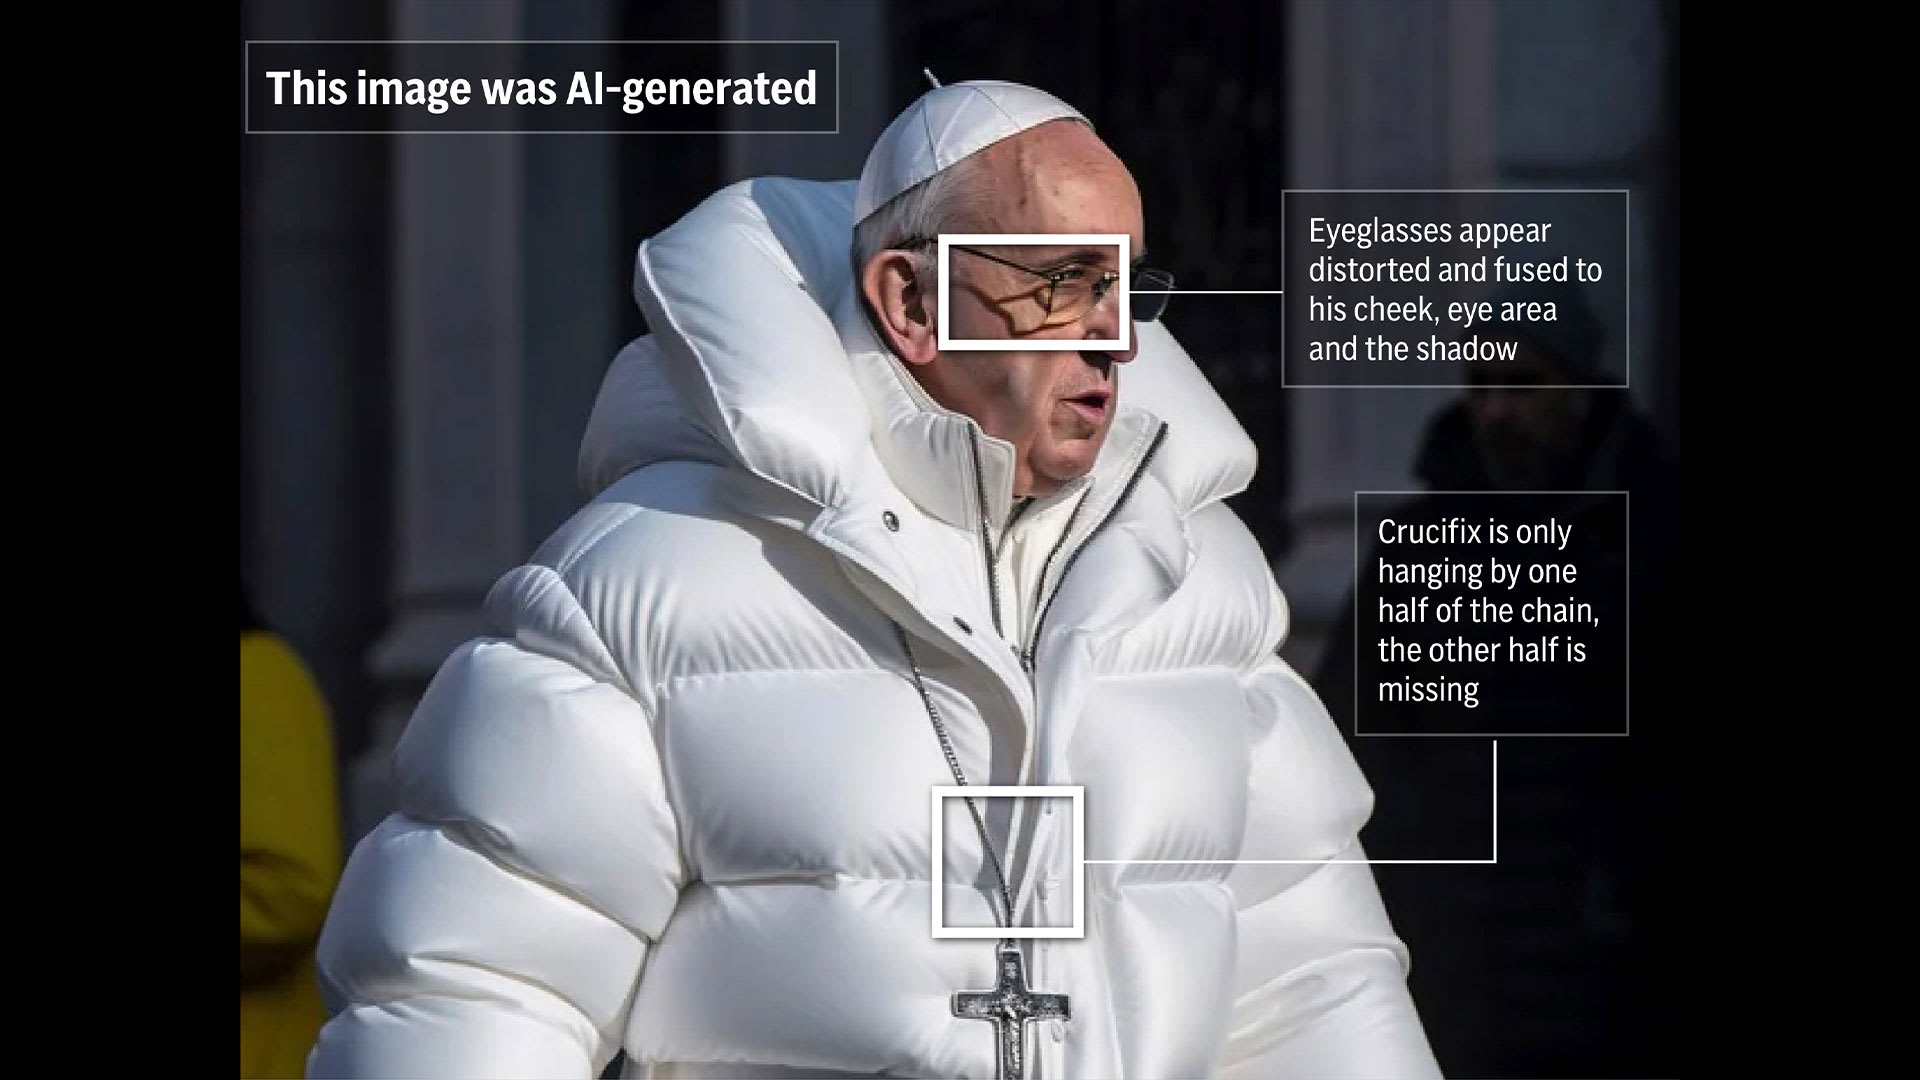 This image was AI-generated
Eyeglasses appear
distorted and fused to
his cheek, eye area
and the shadow
Crucifix is only
hanging by one
half of the chain,
the other half is
missing